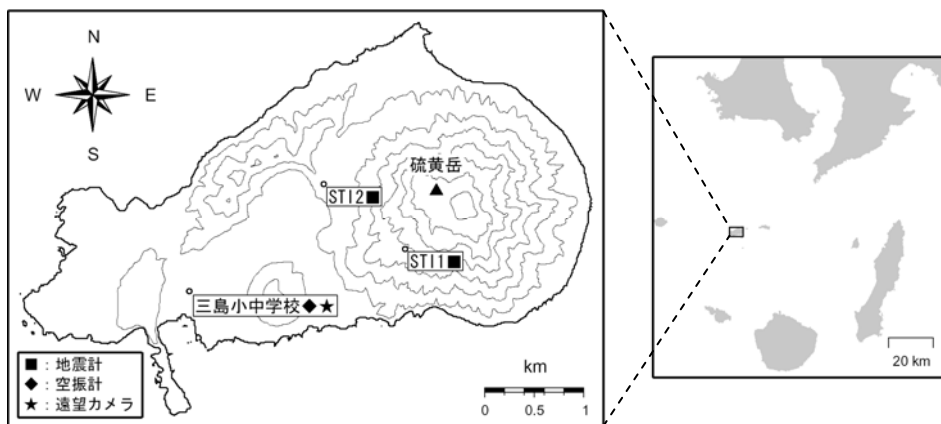 N
W
E
S
硫黄岳
STI2■
STI1■
三島小中学校◆★
■：地震計
◆：空振計
★：遠望カメラ
km
0
0.5
1
20 km